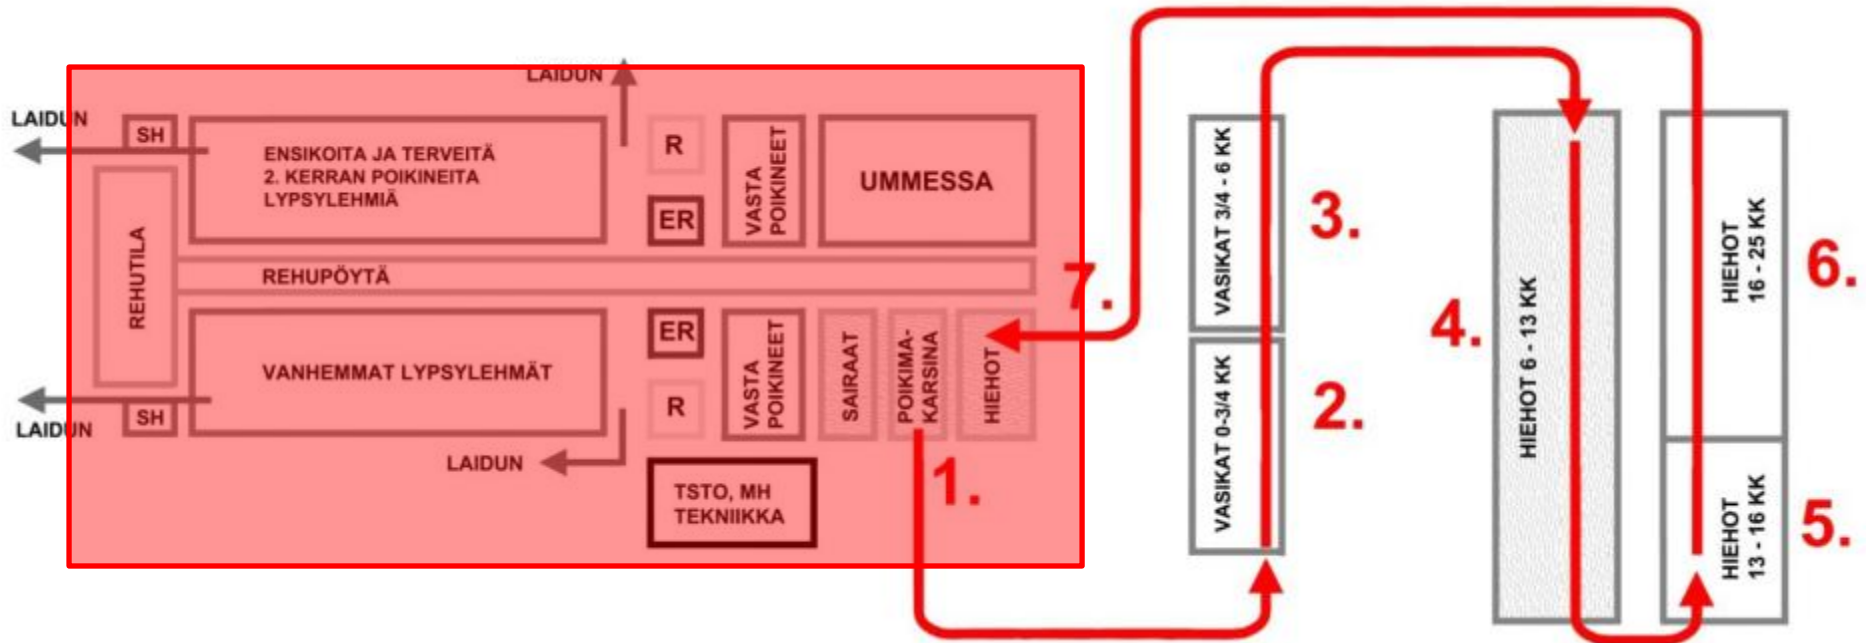 LAIDUN
LAIDUN
SH
ENSIKOITA JA TERVEITÄ
2. KERRAN POIKINEITA
LYPSYLEHMIÄ
R
ER
VASTA
POIKINEET
UMMESSA
REHUTILA
REHUPÖYTÄ
VANHEMMAT LYPSYLEHMÄT
SH
LAIDUN
LAIDUN
ER
R
VASTA
POIKINEET
SAIRAAT
POIKIMA-
KARSINA
HIEHOT
TSTO, MH
TEKNIIKKA
1.
7.
VASIKAT 3/4 - 6 KK
3.
VASIKAT 0-3/4 KK
2.
4.
HIEHOT 6 - 13 KK
HIEHOT
16 - 25 KK
6.
HIEHOT
13 - 16 KK
5.